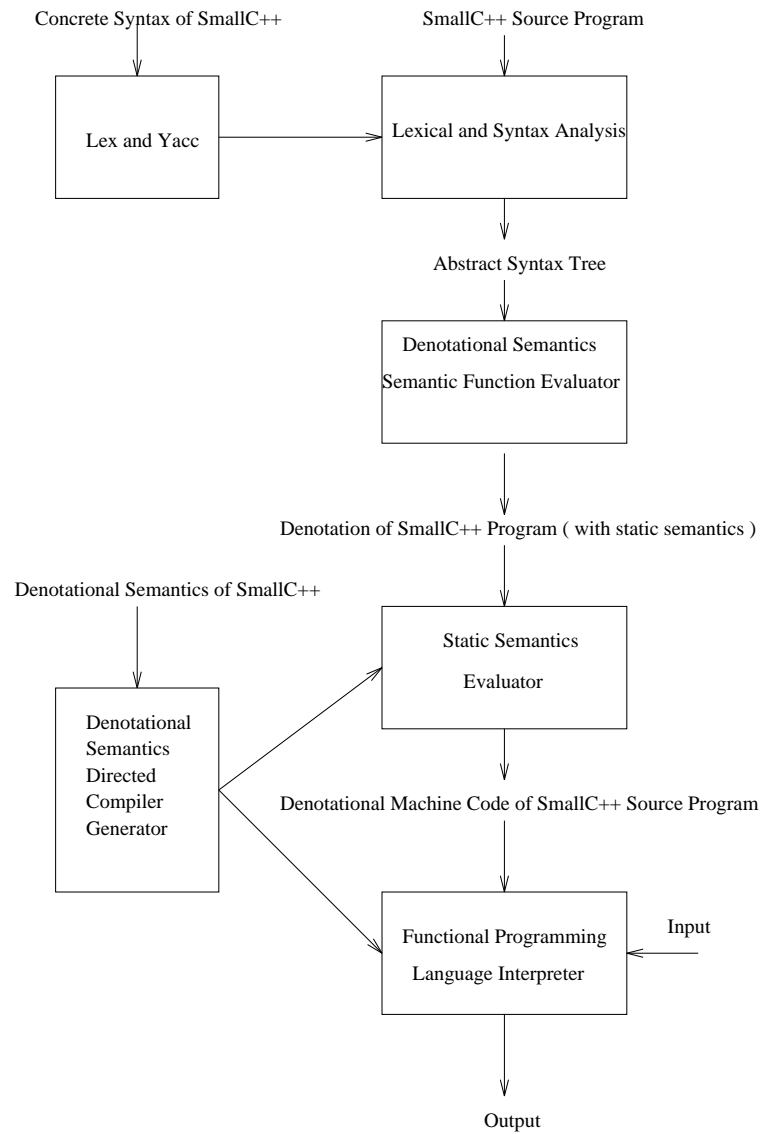 Concrete Syntax of SmallC++
SmallC++ Source Program
Lex and Yacc
Lexical and Syntax Analysis
Abstract Syntax Tree
Denotational Semantics
Semantic Function Evaluator
Denotation of SmallC++ Program ( with static semantics )
Denotational Semantics of SmallC++
Static Semantics
Evaluator
Denotational
Semantics
Directed
Compiler
Generator
Denotational Machine Code of SmallC++ Source Program
Functional Programming
Language Interpreter
Input
Output